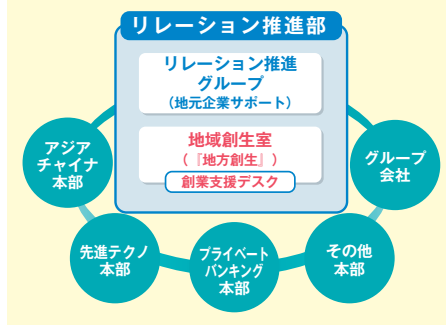 リレーション推進部
リレーション推進
グループ
（地元企業サポート）
地域創生室
（『地方創生』）
創業支援デスク
アジア
チャイナ
本部
グループ
会社
先進テクノ
本部
プライベート
バンキング
本部
その他
本部